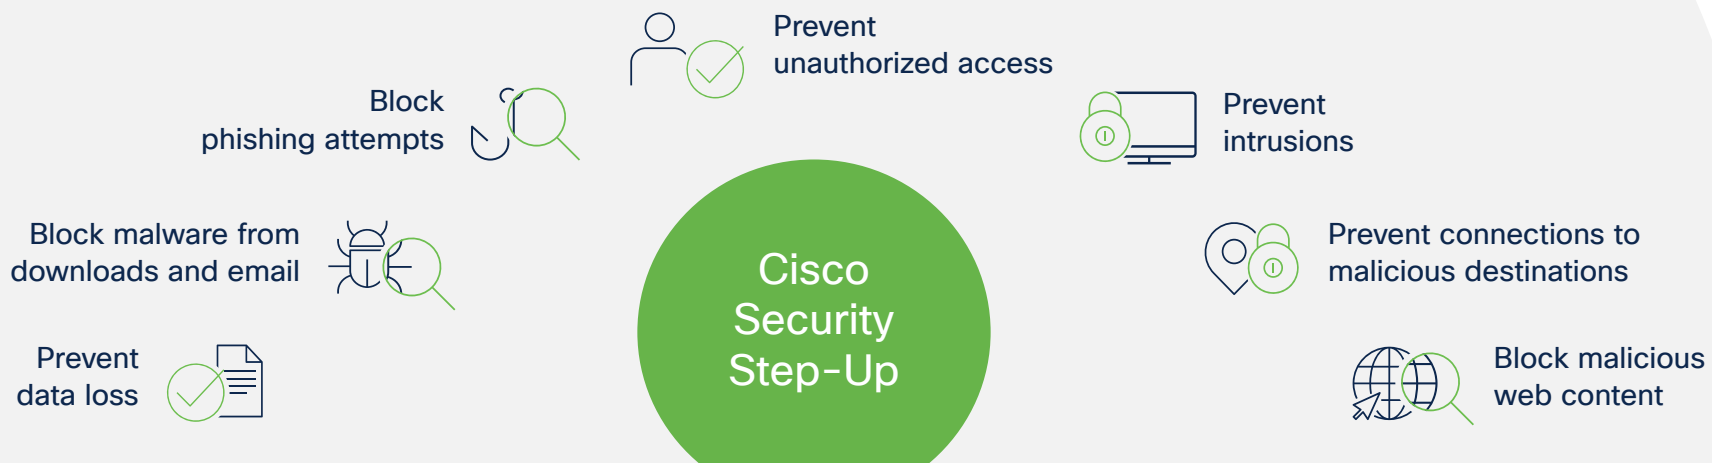 Prevent
unauthorized access
Block
phishing attempts
Prevent
intrusions
Block malware from
downloads and email
Prevent connections to
malicious destinations
Cisco
Security
Step-Up
Prevent
data loss
Block malicious
web content